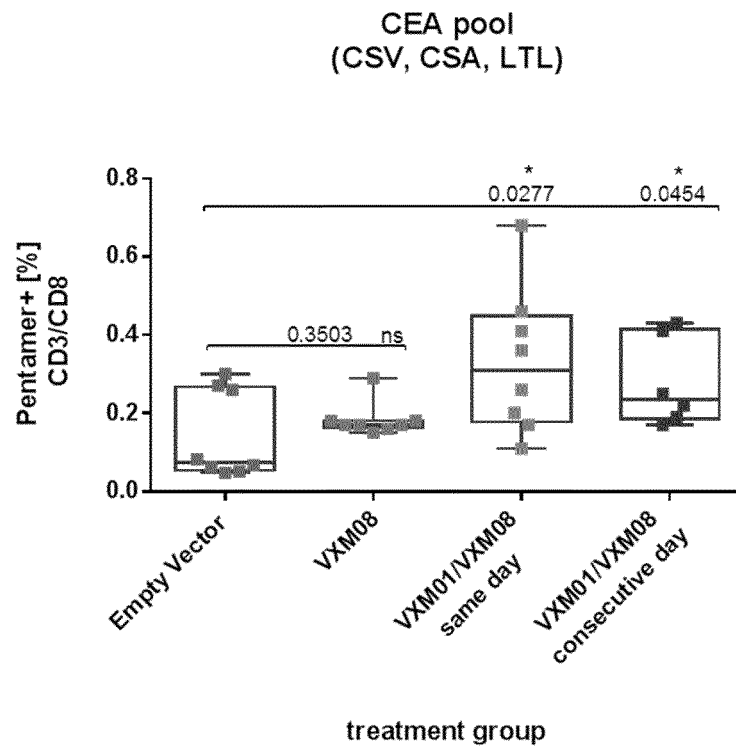 CEA pool
(CSV, CSA, LTL)
Pentamer+ [%]
CD3/CD8
0.8
0.6
0.4
0.2
0.0
* *
0.0277 0.0454
0.3503 ns
Empty Vector
VXM08
VXM01/VXM08
same day
VXM01/VXM08
consecutive day
treatment group